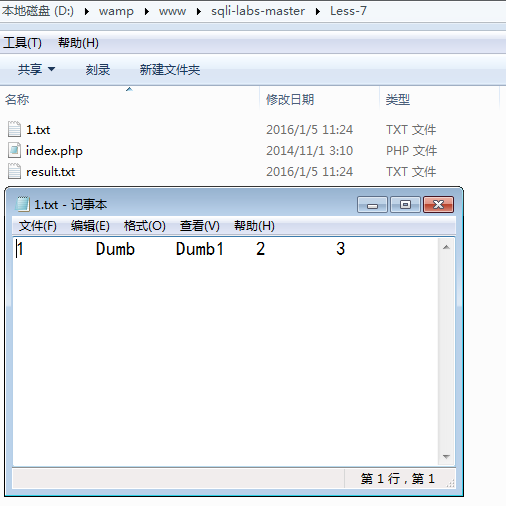 本地磁盘 (D:) wamp www sqli-labs-master Less-7
工具(T) 帮助(H)
共享 刻录 新建文件夹
名称 修改日期 类型
1.txt 2016/1/5 11:24 TXT 文件
index.php 2014/11/1 3:10 PHP 文件
result.txt 2016/1/5 11:24 TXT 文件
1.txt - 记事本
文件(F) 编辑(E) 格式(O) 查看(V) 帮助(H)
1 Dumb Dumb1 2 3
第 1 行，第 1